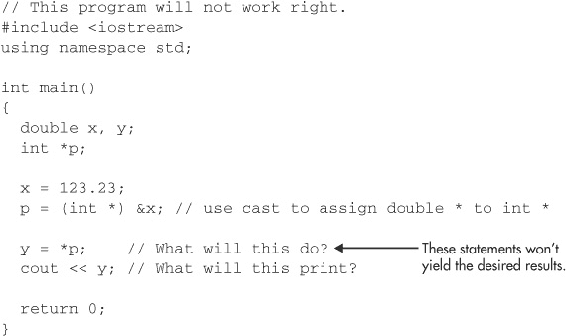 // This program will not work right.
#include <iostream>
using namespace std;

int main()
{
  double x, y;
  int *p;

  x = 123.23;
  p = (int *) &x; // use cast to assign double * to int *

  y = *p;    // What will this do?
  cout << y; // What will this print?
These statements won't
yield the desired results.

  return 0;
}